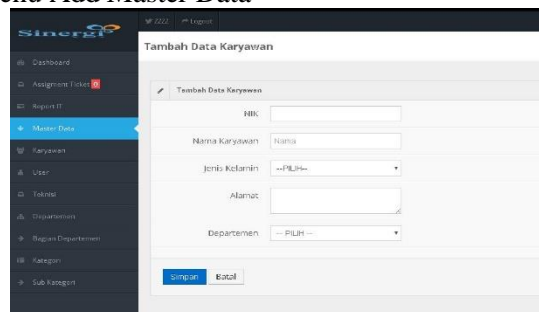 Menu Add Master Data
Sinergi
2222 Logout
Tambah Data Karyawan
Dashboard
Assigment Ticket 0
Report IT
Master Data
Karyawan
User
Teknisi
Departemen
Bagian Departemen
Kategori
Sub Kategori
Tambah Data Karyawan
NIK
Nama Karyawan Nama
Jenis Kelamin --PILIH--
Alamat
Departemen -- PILIH --
Simpan Batal